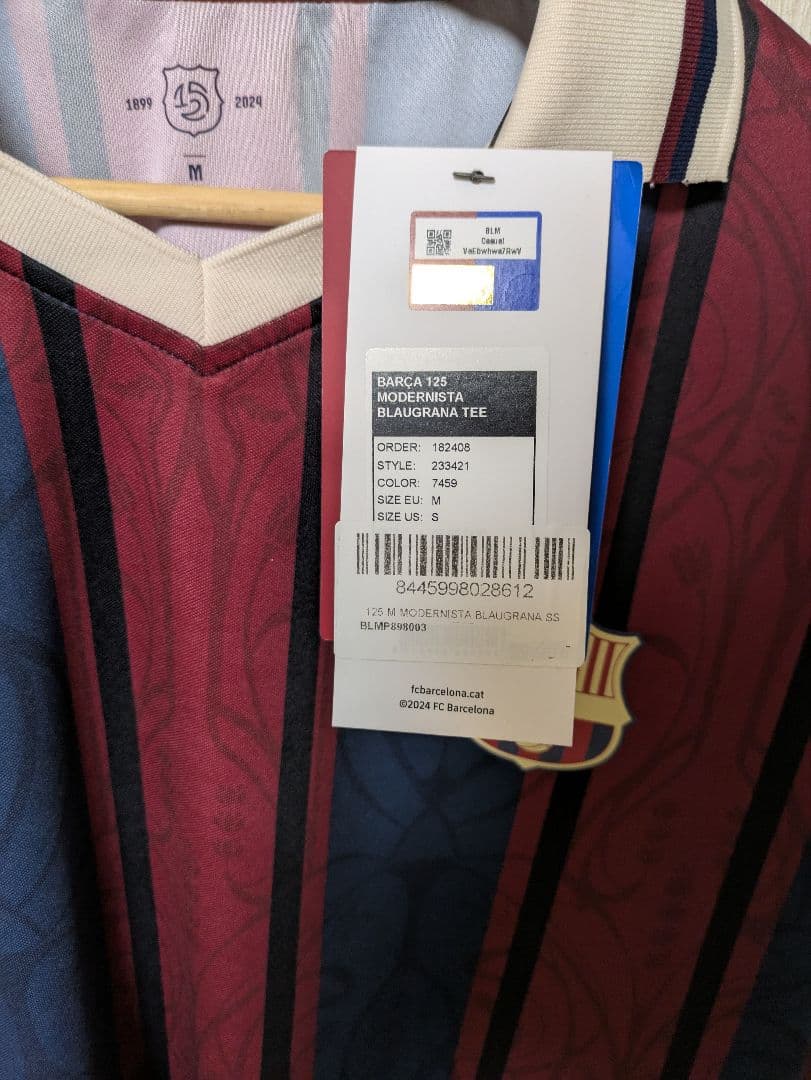 1899 2024
M
BLM
Casual
BARÇA 125
MODERNISTA
BLAUGRANA TEE
ORDER: 182408
STYLE: 233421
COLOR: 7459
SIZE EU: M
SIZE US: S
8445998028612
125 M MODERNISTA BLAUGRANA SS
BLMP898003
fcbarcelona.cat
©2024 FC Barcelona